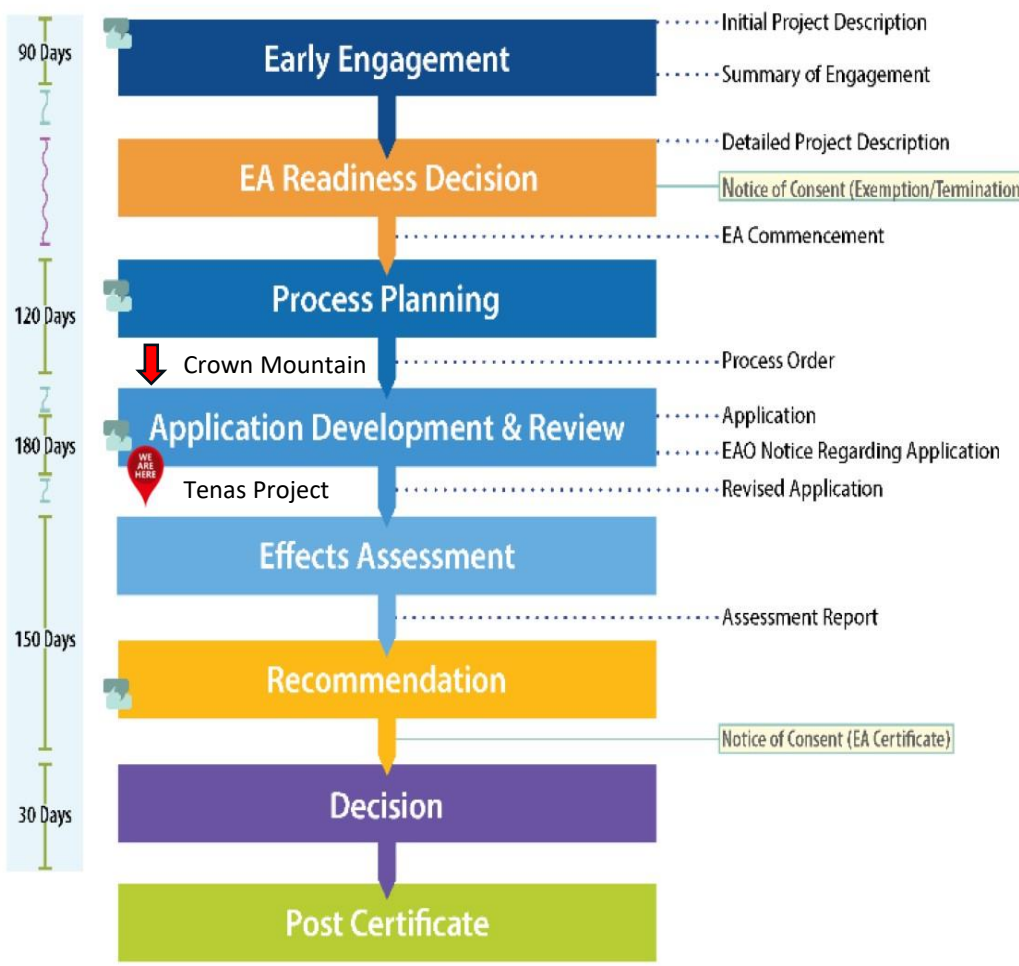 90 Days
Early Engagement
Initial Project Description
Summary of Engagement
EA Readiness Decision
Detailed Project Description
Notice of Consent (Exemption/Termination
EA Commencement
120 Days
Process Planning
Process Order
Crown Mountain
180 Days
Application Development & Review
Application
EAO Notice Regarding Application
WE
ARE
HERE
Tenas Project
Revised Application
Effects Assessment
150 Days
Assessment Report
Recommendation
Notice of Consent (EA Certificate)
30 Days
Decision
Post Certificate